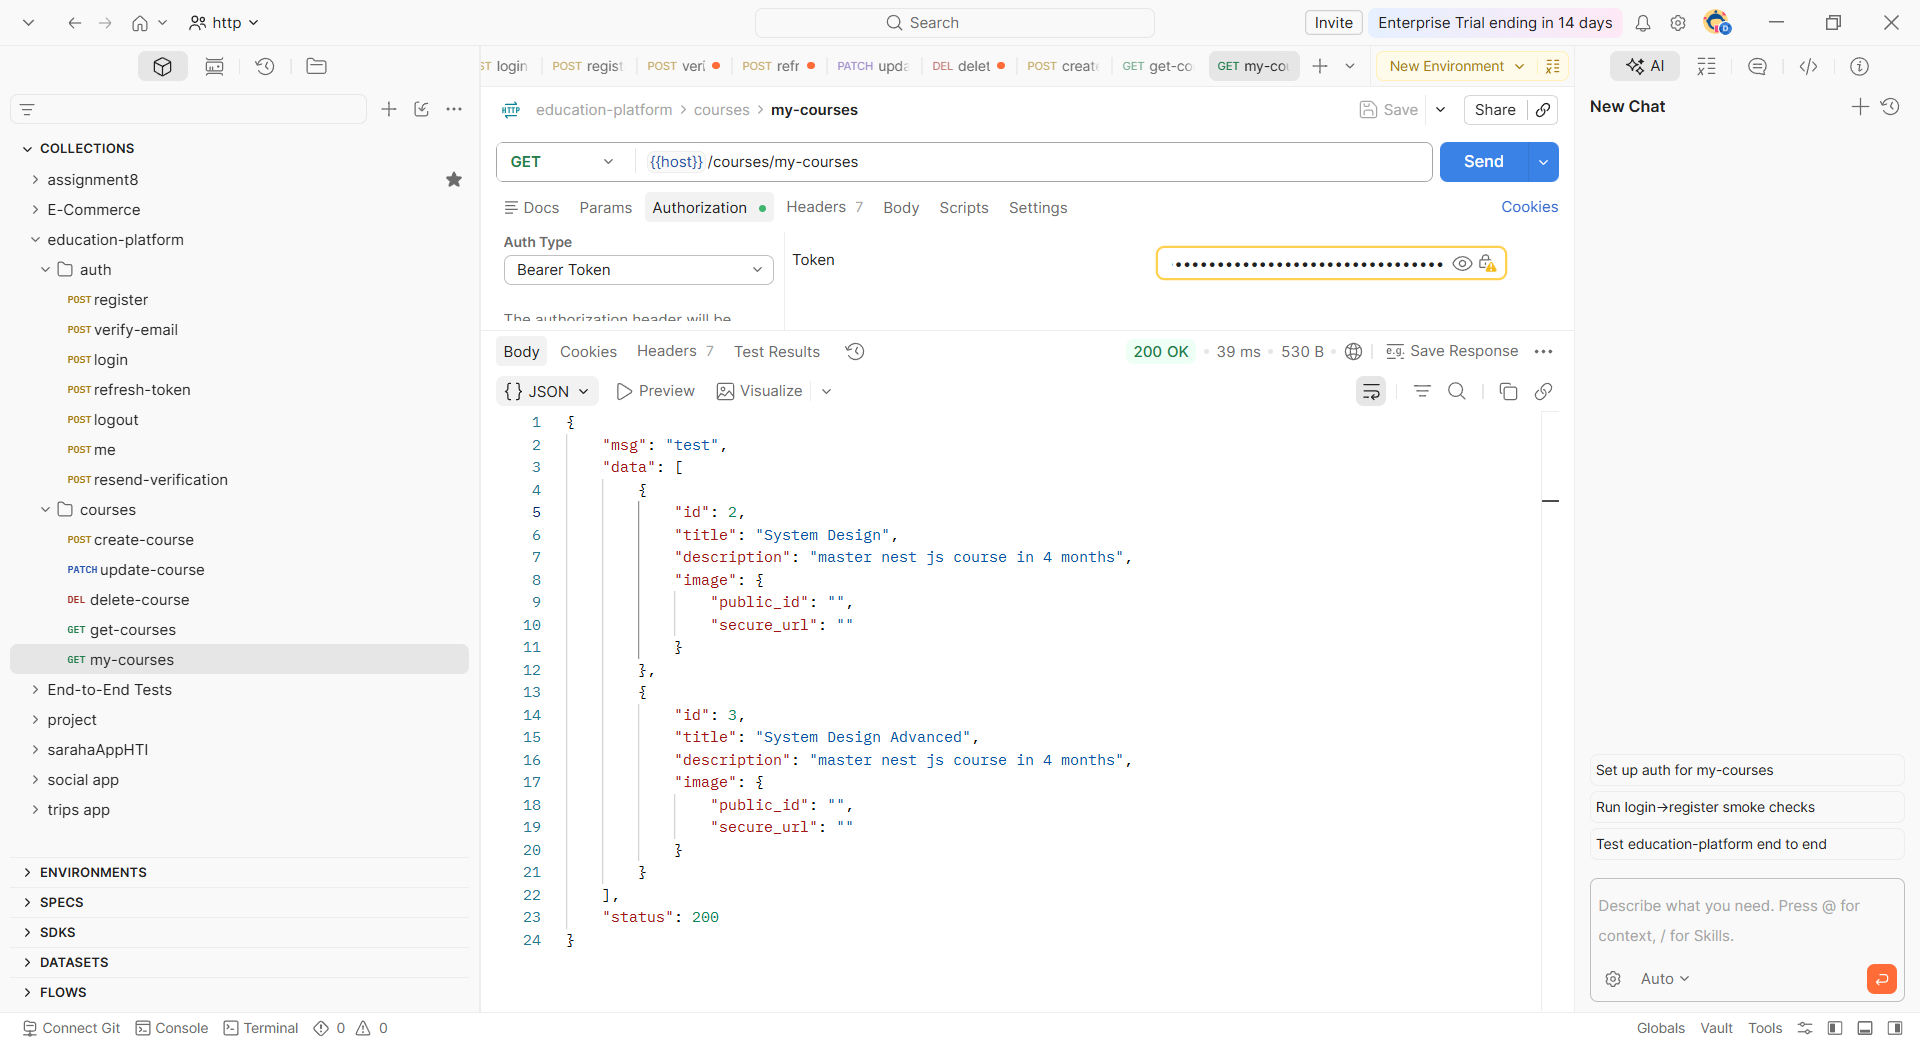 http
Search
Invite
Enterprise Trial ending in 14 days
ST login
POST regist
POST veri
POST refr
PATCH upda
DEL delet
POST creat
GET get-co
GET my-cou
New Environment
AI
HTTP education-platform > courses > my-courses
Save
Share
New Chat
COLLECTIONS
assignment8
E-Commerce
education-platform
auth
POST register
POST verify-email
POST login
POST refresh-token
POST logout
POST me
POST resend-verification
courses
POST create-course
PATCH update-course
DEL delete-course
GET get-courses
GET my-courses
End-to-End Tests
project
sarahaAppHTI
social app
trips app
ENVIRONMENTS
SPECS
SDKS
DATASETS
FLOWS
GET
{{host}} /courses/my-courses
Send
Docs
Params
Authorization
Headers 7
Body
Scripts
Settings
Cookies
Auth Type
Bearer Token
The authorization header will be
Token
Body
Cookies
Headers 7
Test Results
200 OK
39 ms
530 B
e.g. Save Response
{} JSON
Preview
Visualize
1 {
2 "msg": "test",
3 "data": [
4 {
5 "id": 2,
6 "title": "System Design",
7 "description": "master nest js course in 4 months",
8 "image": {
9 "public_id": "",
10 "secure_url": ""
11 }
12 },
13 {
14 "id": 3,
15 "title": "System Design Advanced",
16 "description": "master nest js course in 4 months",
17 "image": {
18 "public_id": "",
19 "secure_url": ""
20 }
21 }
22 ],
23 "status": 200
24 }
Set up auth for my-courses
Run login→register smoke checks
Test education-platform end to end
Describe what you need. Press @ for
context, / for Skills.
Auto
Connect Git
Console
Terminal
0
0
Globals
Vault
Tools